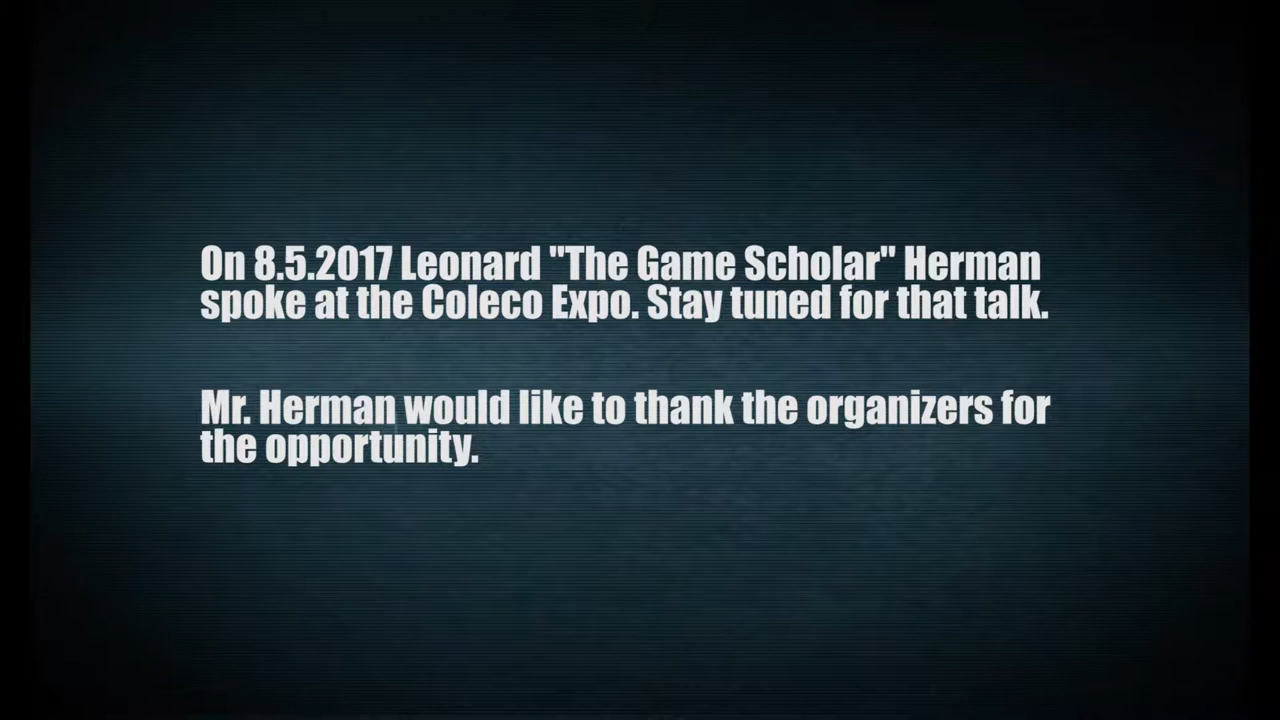 On 8.5.2017 Leonard "The Game Scholar" Herman
spoke at the Coleco Expo. Stay tuned for that talk.
Mr. Herman would like to thank the organizers for
the opportunity.